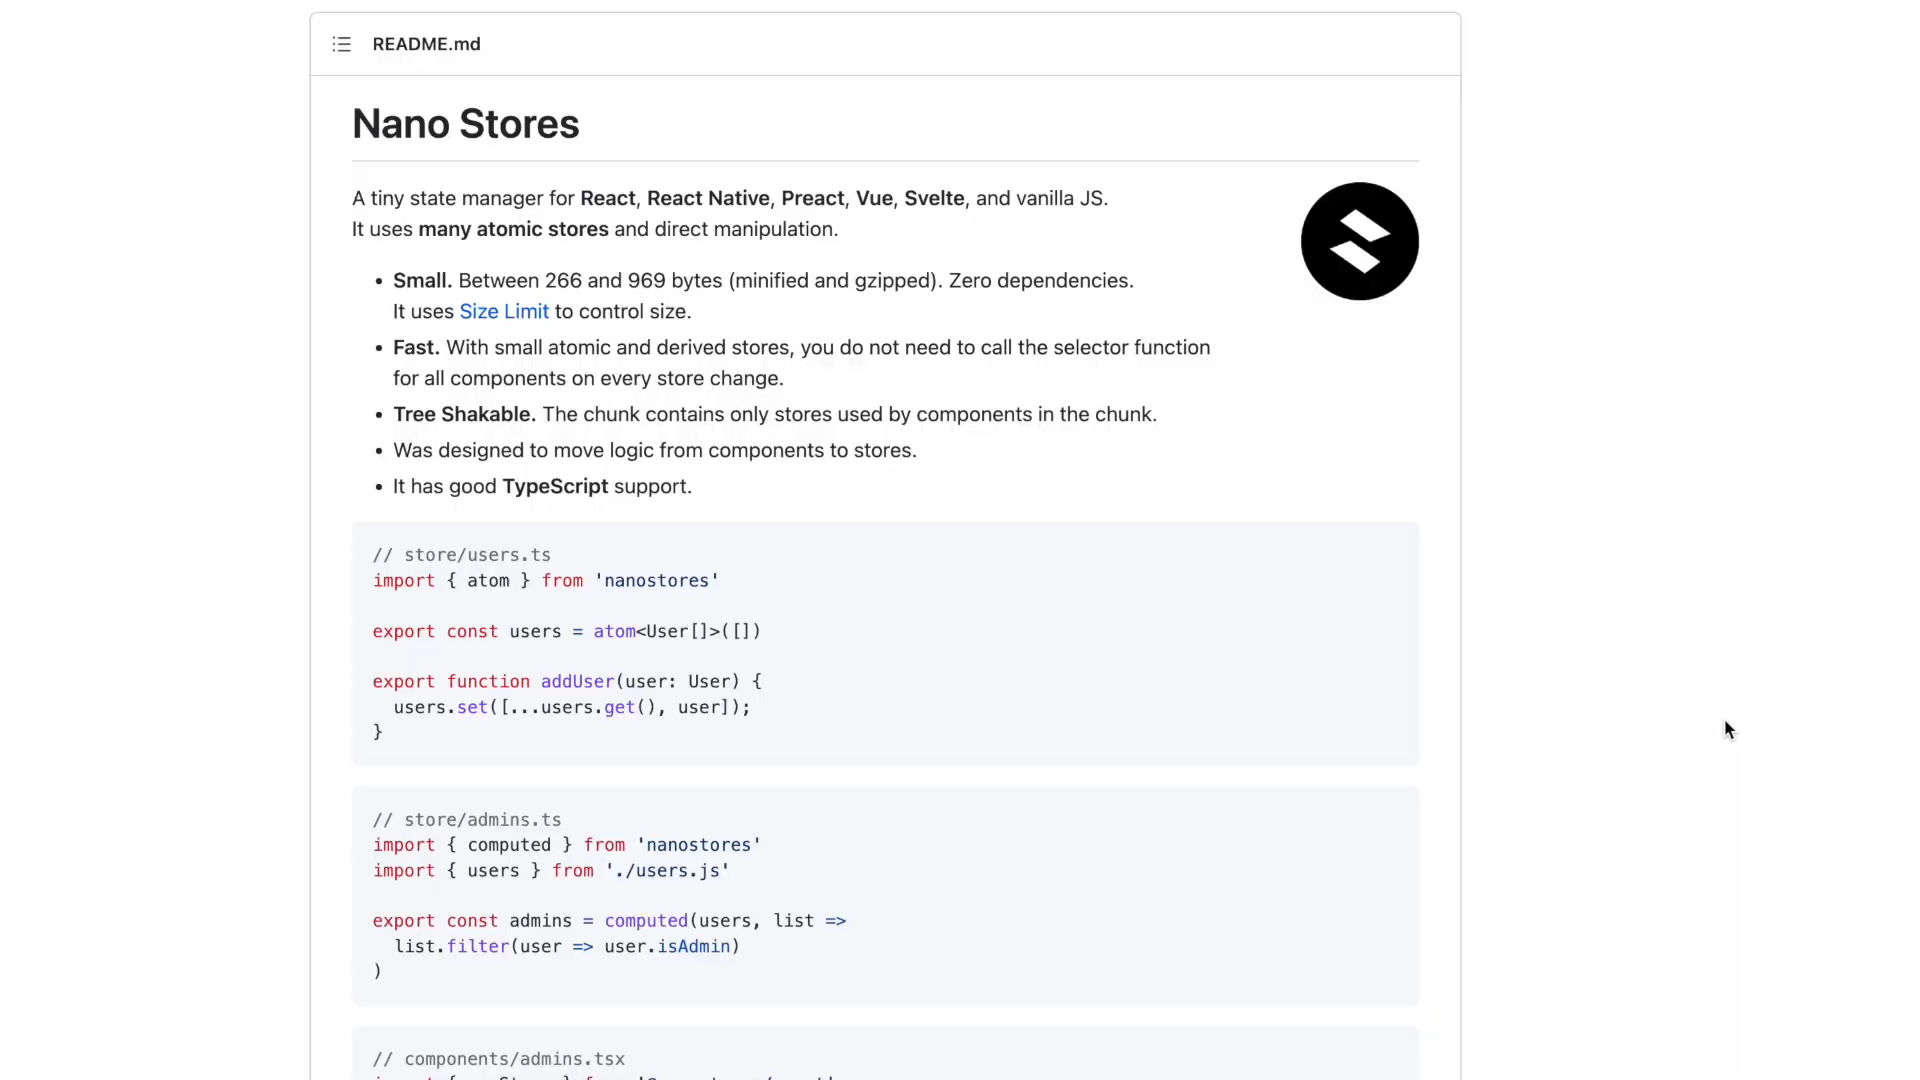 README.md
Nano Stores
A tiny state manager for React, React Native, Preact, Vue, Svelte, and vanilla JS.
It uses many atomic stores and direct manipulation.
Small. Between 266 and 969 bytes (minified and gzipped). Zero dependencies.
It uses Size Limit to control size.
Fast. With small atomic and derived stores, you do not need to call the selector function
for all components on every store change.
Tree Shakable. The chunk contains only stores used by components in the chunk.
Was designed to move logic from components to stores.
It has good TypeScript support.
// store/users.ts
import { atom } from 'nanostores'
export const users = atom<User[]>([])
export function addUser(user: User) {
  users.set([...users.get(), user]);
}
// store/admins.ts
import { computed } from 'nanostores'
import { users } from './users.js'
export const admins = computed(users, list =>
  list.filter(user => user.isAdmin)
)
// components/admins.tsx